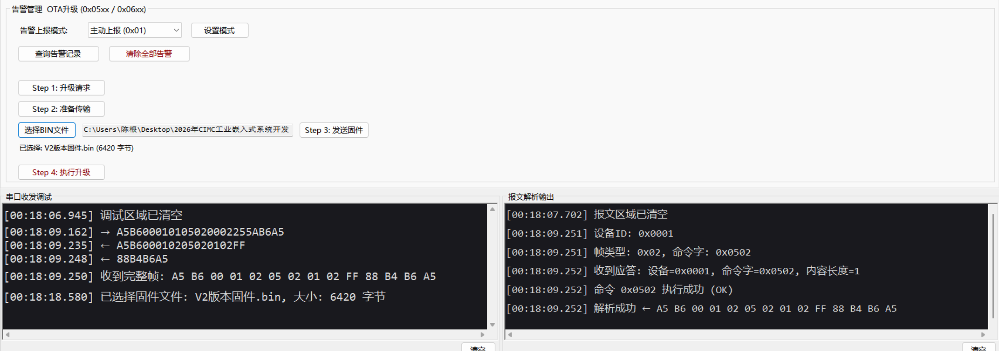 告警管理 OTA升级 (0x05xx / 0x06xx)
告警上报模式: 主动上报 (0x01) 设置模式
查询告警记录 清除全部告警
Step 1: 升级请求
Step 2: 准备传输
选择BIN文件 C:\Users\陈根\Desktop\2026年CIMC工业嵌入式系统开发 Step 3: 发送固件
已选择: V2版本固件.bin (6420 字节)
Step 4: 执行升级
串口收发调试
[00:18:06.945] 调试区域已清空
[00:18:09.162] → A5B600010105020002255AB6A5
[00:18:09.235] ← A5B600010205020102FF
[00:18:09.248] ← 88B4B6A5
[00:18:09.250] 收到完整帧: A5 B6 00 01 02 05 02 01 02 FF 88 B4 B6 A5
[00:18:18.580] 已选择固件文件: V2版本固件.bin, 大小: 6420 字节
清空
报文解析输出
[00:18:07.702] 报文区域已清空
[00:18:09.251] 设备ID: 0x0001
[00:18:09.251] 帧类型: 0x02, 命令字: 0x0502
[00:18:09.252] 收到应答: 设备=0x0001, 命令字=0x0502, 内容长度=1
[00:18:09.252] 命令 0x0502 执行成功 (OK)
[00:18:09.252] 解析成功 ← A5 B6 00 01 02 05 02 01 02 FF 88 B4 B6 A5
清空